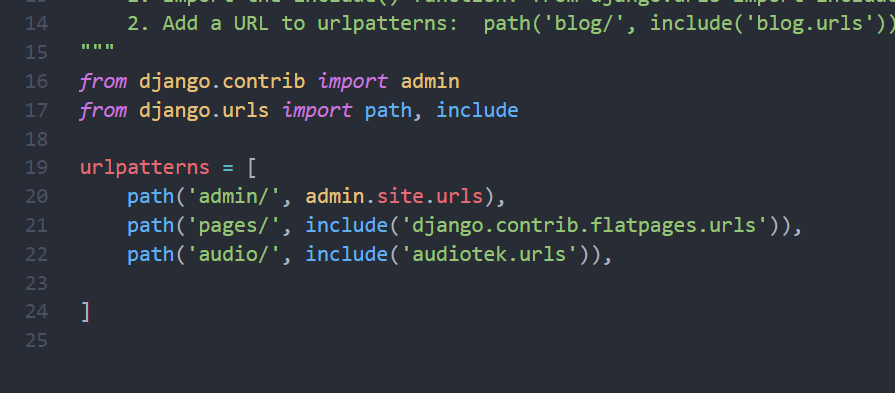 14 2. Add a URL to urlpatterns:  path('blog/', include('blog.urls'))
15 """
16 from django.contrib import admin
17 from django.urls import path, include
18
19 urlpatterns = [
20     path('admin/', admin.site.urls),
21     path('pages/', include('django.contrib.flatpages.urls')),
22     path('audio/', include('audiotek.urls')),
23
24 ]
25